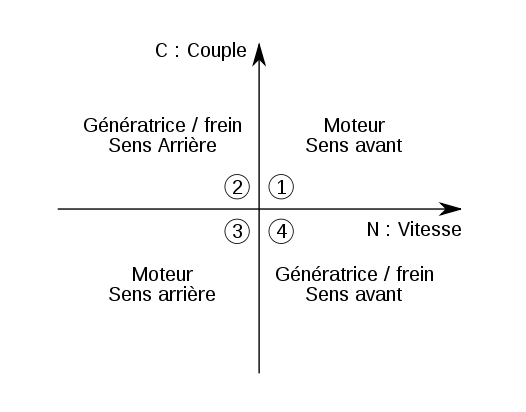 C : Couple
Génératrice / frein
Sens Arrière
Moteur
Sens avant
2
1
N : Vitesse
3
4
Moteur
Sens arrière
Génératrice / frein
Sens avant